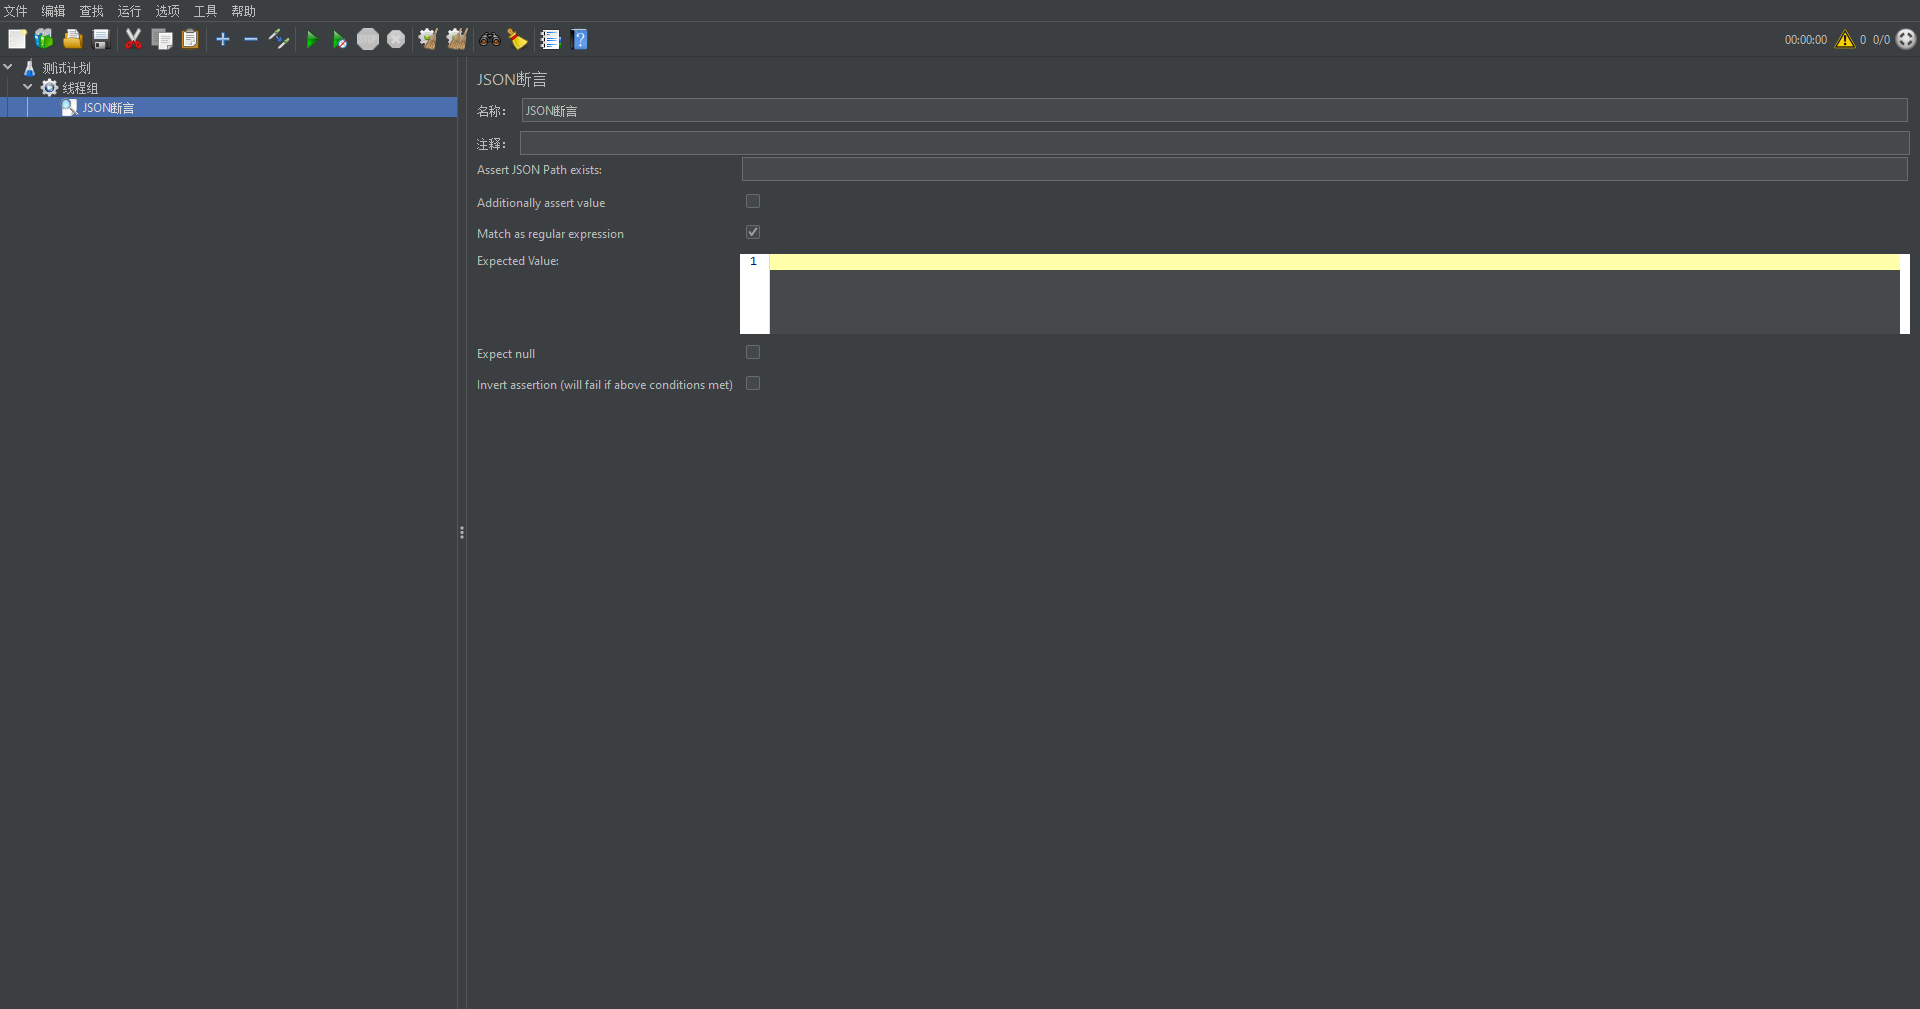 文件 编辑 查找 运行 选项 工具 帮助
00:00:00 0 0/0
测试计划
线程组
JSON断言
JSON断言
名称: JSON断言
注释:
Assert JSON Path exists:
Additionally assert value
Match as regular expression
Expected Value:
1
Expect null
Invert assertion (will fail if above conditions met)